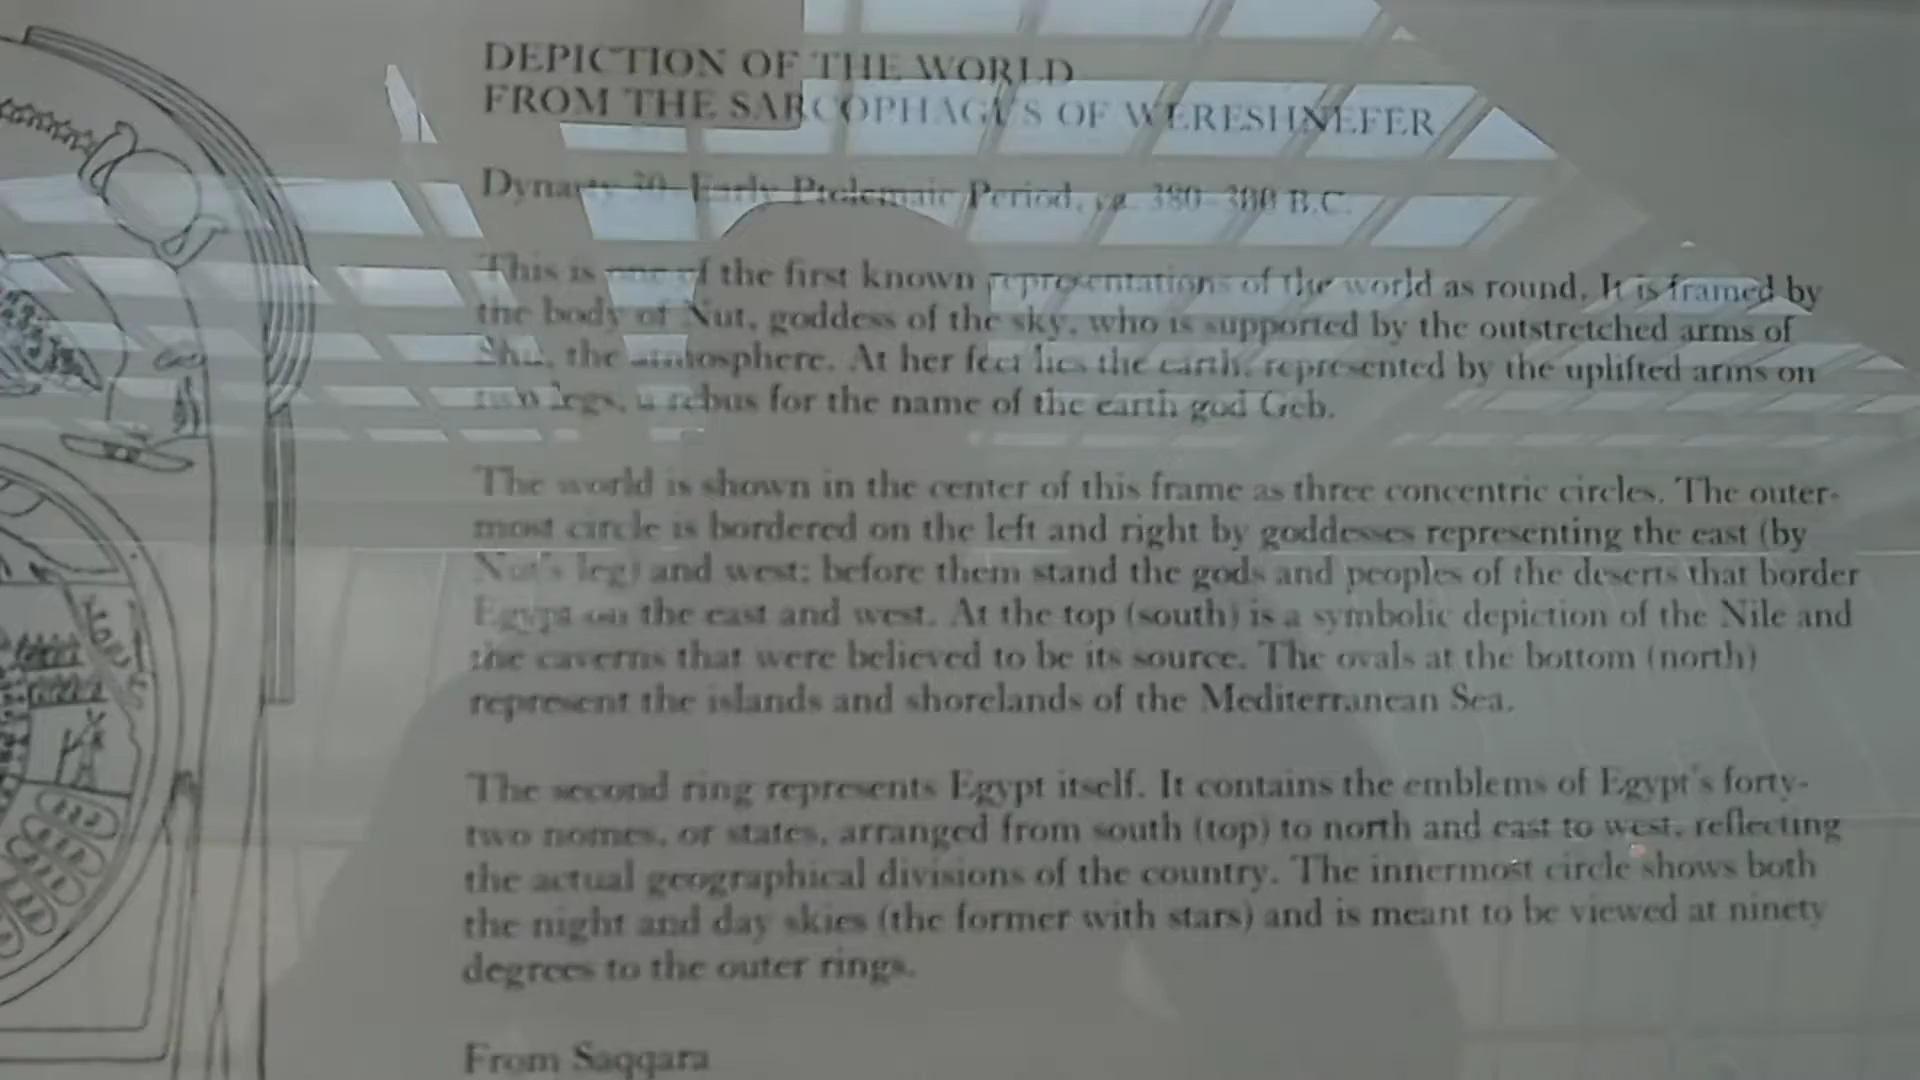 DEPICTION OF THE WORLD
FROM THE SARCOPHAGUS OF WERESHNEFER
Dynasty 30–Early Ptolemaic Period, ca. 380–300 B.C.
This is one of the first known representations of the world as round. It is framed by
the body of Nut, goddess of the sky, who is supported by the outstretched arms of
Shu, the atmosphere. At her feet lies the earth, represented by the uplifted arms on
two legs, a rebus for the name of the earth god Geb.
The world is shown in the center of this frame as three concentric circles. The outer-
most circle is bordered on the left and right by goddesses representing the east (by
Nut's leg) and west; before them stand the gods and peoples of the deserts that border
Egypt on the east and west. At the top (south) is a symbolic depiction of the Nile and
the caverns that were believed to be its source. The ovals at the bottom (north)
represent the islands and shorelands of the Mediterranean Sea.
The second ring represents Egypt itself. It contains the emblems of Egypt's forty-
two nomes, or states, arranged from south (top) to north and east to west, reflecting
the actual geographical divisions of the country. The innermost circle shows both
the night and day skies (the former with stars) and is meant to be viewed at ninety
degrees to the outer rings.
From Saqqara